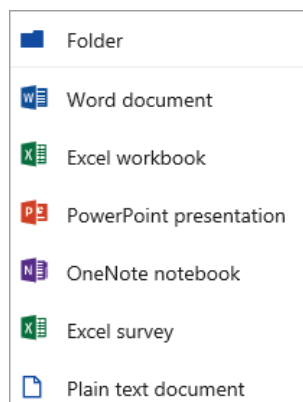 Folder
Word document
Excel workbook
PowerPoint presentation
OneNote notebook
Excel survey
Plain text document